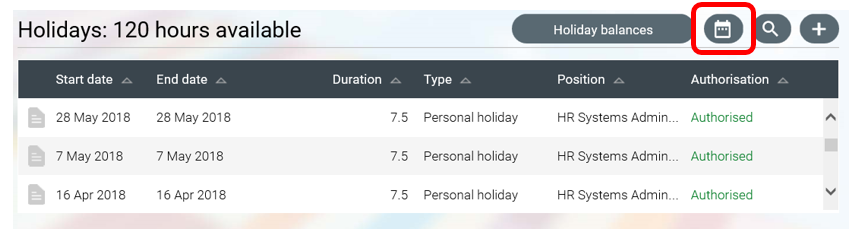 Holidays: 120 hours available Holiday balances
Start date End date Duration Type Position Authorisation
28 May 2018 28 May 2018 7.5 Personal holiday HR Systems Admin... Authorised
7 May 2018 7 May 2018 7.5 Personal holiday HR Systems Admin... Authorised
16 Apr 2018 16 Apr 2018 7.5 Personal holiday HR Systems Admin... Authorised